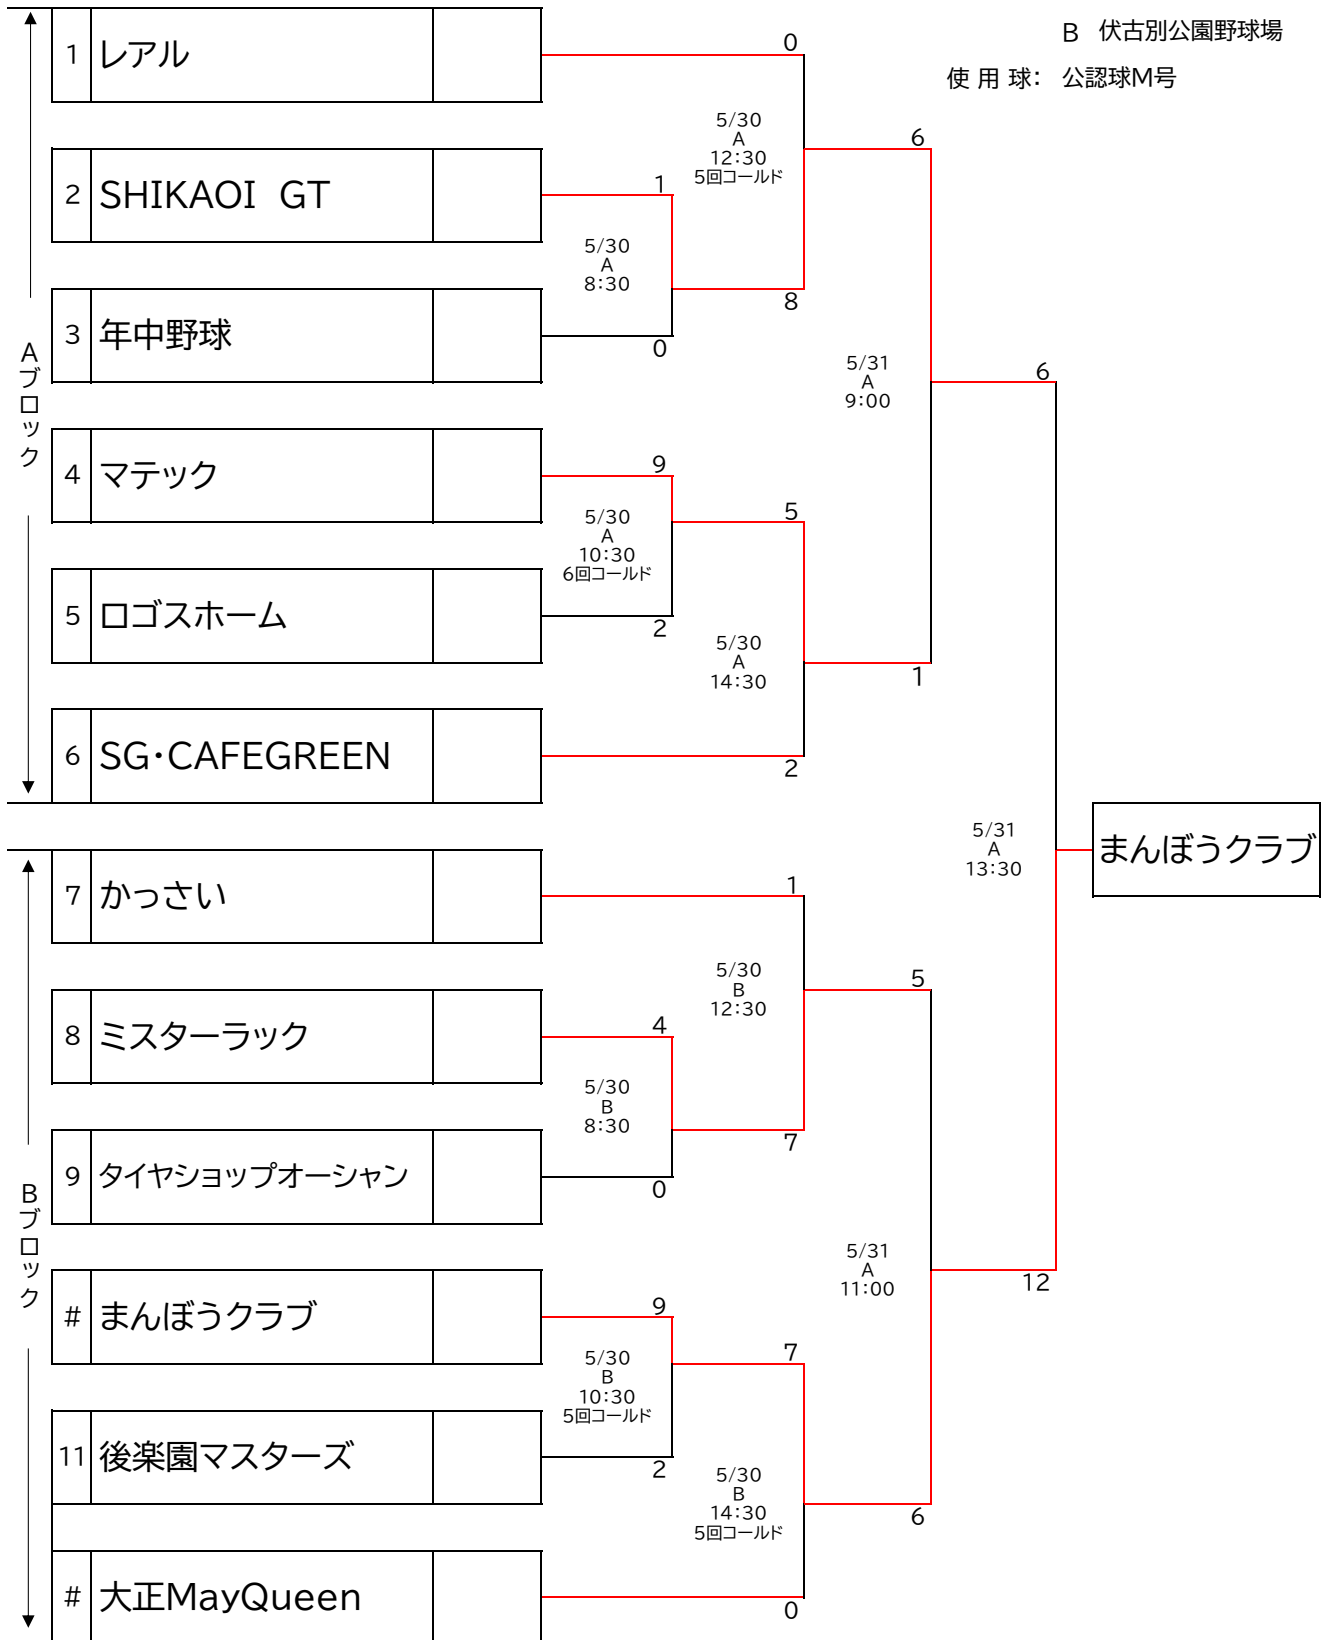 B 伏古別公園野球場
使 用 球： 公認球M号
Aブロック
1 レアル
0
5/30
A
12:30
5回コールド
6
2 SHIKAOI GT
1
5/30
A
8:30
8
3 年中野球
0
5/31
A
9:00
6
4 マテック
9
5/30
A
10:30
6回コールド
5
5 ロゴスホーム
2
5/30
A
14:30
1
6 SG・CAFEGREEN
2
5/31
A
13:30
まんぼうクラブ
Bブロック
7 かっさい
1
5/30
B
12:30
5
8 ミスターラック
4
5/30
B
8:30
7
9 タイヤショップオーシャン
0
5/31
A
11:00
12
# まんぼうクラブ
9
5/30
B
10:30
5回コールド
7
11 後楽園マスターズ
2
5/30
B
14:30
5回コールド
6
# 大正MayQueen
0